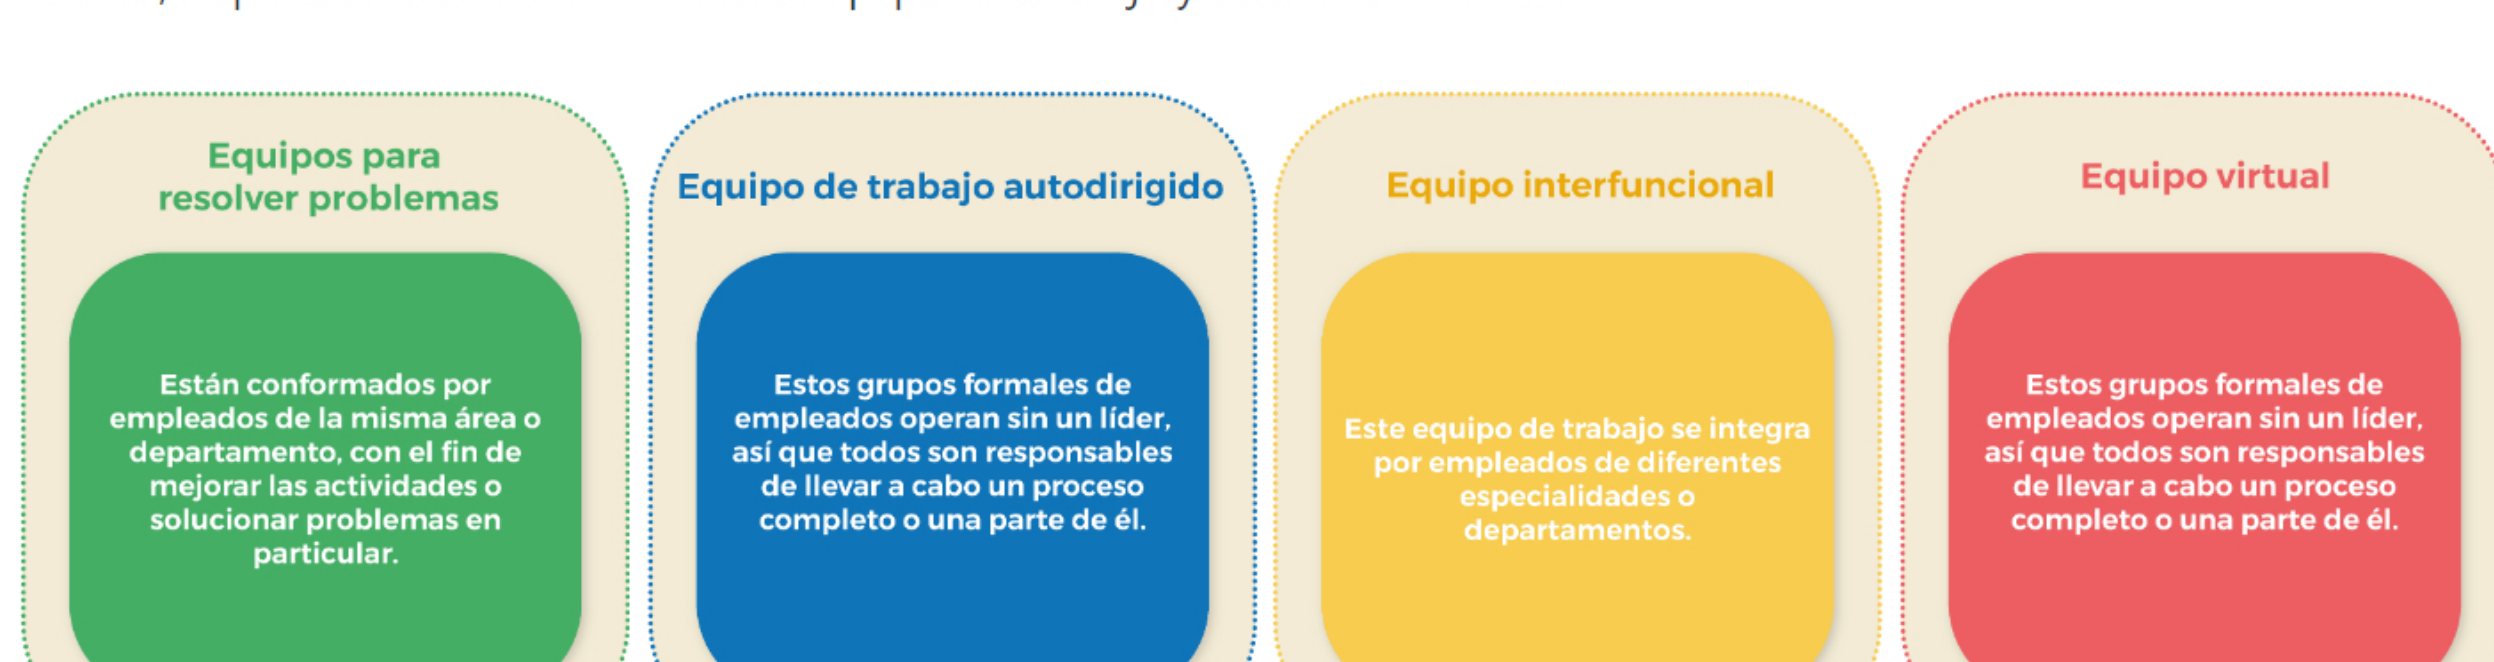 Equipos para
resolver problemas
Están conformados por
empleados de la misma área o
departamento, con el fin de
mejorar las actividades o
solucionar problemas en
particular.
Equipo de trabajo autodirigido
Estos grupos formales de
empleados operan sin un líder,
así que todos son responsables
de llevar a cabo un proceso
completo o una parte de él.
Equipo interfuncional
Este equipo de trabajo se integra
por empleados de diferentes
especialidades o
departamentos.
Equipo virtual
Estos grupos formales de
empleados operan sin un líder,
así que todos son responsables
de llevar a cabo un proceso
completo o una parte de él.